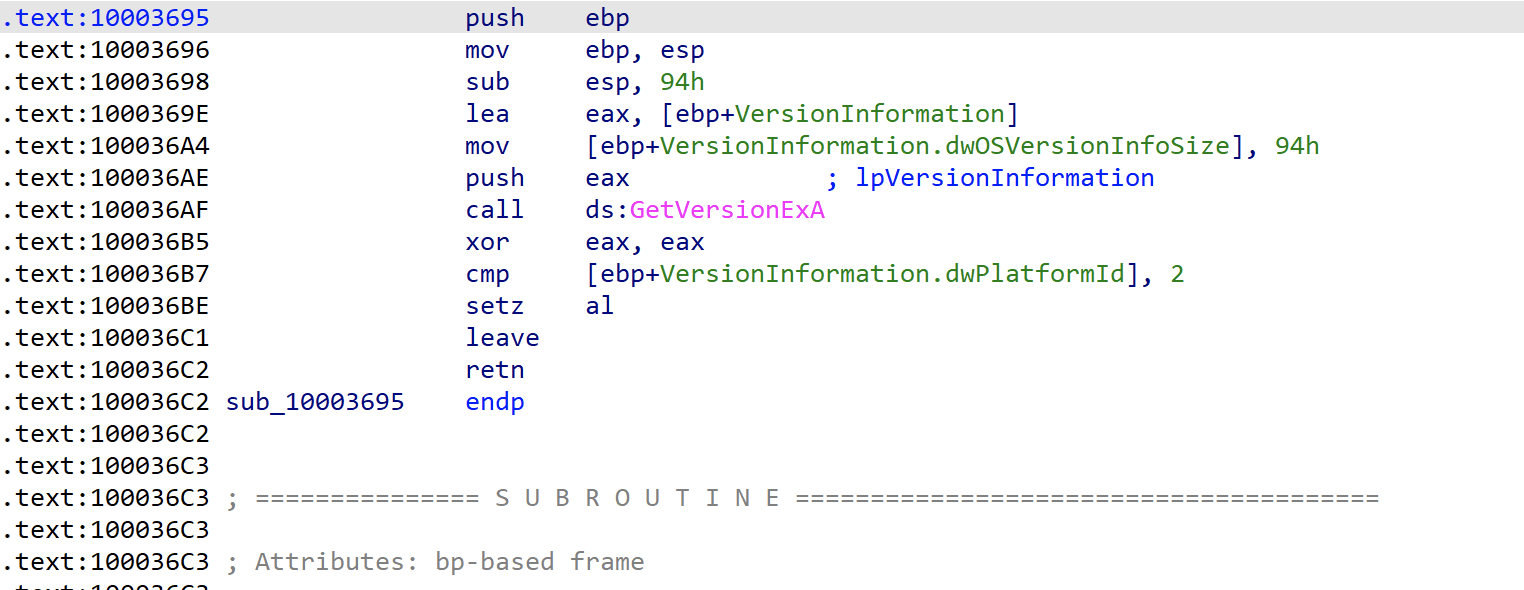 .text:10003695                 push    ebp
.text:10003696                 mov     ebp, esp
.text:10003698                 sub     esp, 94h
.text:1000369E                 lea     eax, [ebp+VersionInformation]
.text:100036A4                 mov     [ebp+VersionInformation.dwOSVersionInfoSize], 94h
.text:100036AE                 push    eax             ; lpVersionInformation
.text:100036AF                 call    ds:GetVersionExA
.text:100036B5                 xor     eax, eax
.text:100036B7                 cmp     [ebp+VersionInformation.dwPlatformId], 2
.text:100036BE                 setz    al
.text:100036C1                 leave
.text:100036C2                 retn
.text:100036C2 sub_10003695    endp
.text:100036C2
.text:100036C3
.text:100036C3 ; =============== S U B R O U T I N E =======================================
.text:100036C3
.text:100036C3 ; Attributes: bp-based frame